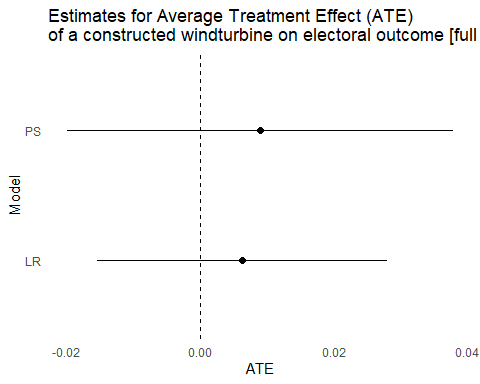 Estimates for Average Treatment Effect (ATE)
of a constructed windturbine on electoral outcome [full
PS
Model
LR
-0.02 0.00 0.02 0.04
ATE